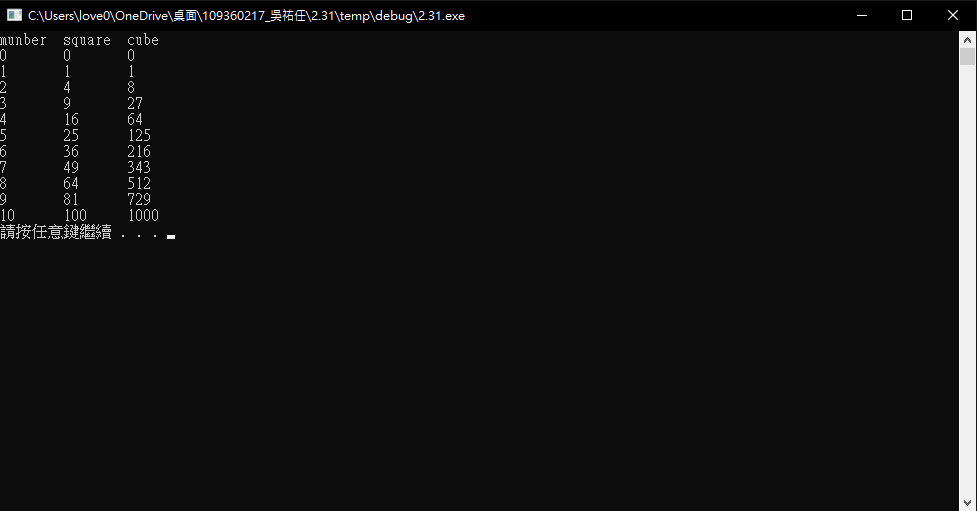 C:\Users\love0\OneDrive\桌面\109360217_吳祐任\2.31\temp\debug\2.31.exe
munber  square  cube
0       0       0
1       1       1
2       4       8
3       9       27
4       16      64
5       25      125
6       36      216
7       49      343
8       64      512
9       81      729
10      100     1000
請按任意鍵繼續 . . .